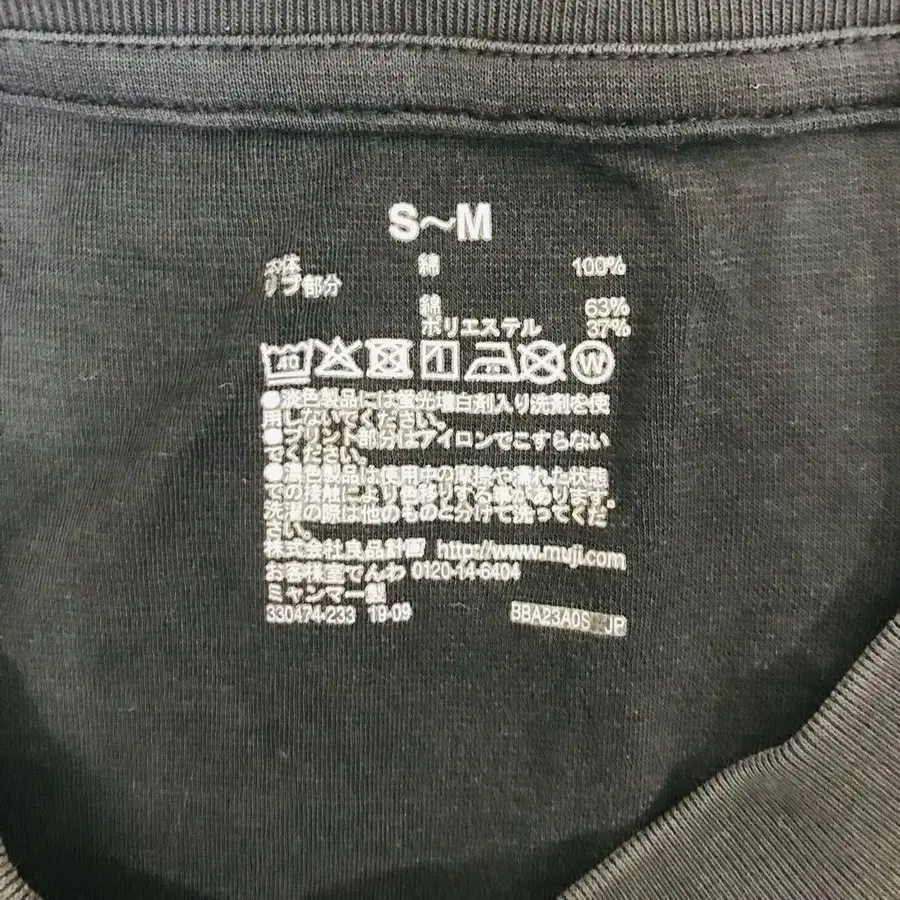 S～M
本体 綿 100%
リブ部分
綿 63%
ポリエステル 37%
40
W
●淡色製品には蛍光増白剤入り洗剤を使
用しないでください。
●プリント部分はアイロンでこすらない
でください。
●濃色製品は使用中の摩擦や濡れた状態
での接触により色移りする事があります。
洗濯の際は他のものと分けて洗ってくだ
さい。
株式会社良品計画 http://www.muji.com
お客様室でんわ 0120-14-6404
ミャンマー製
330474-233 19-09 BBA23A0S JP